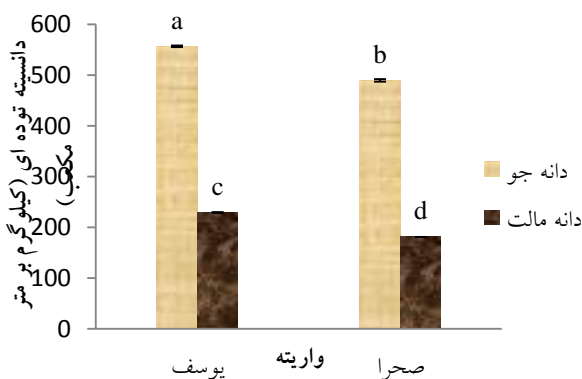 دانسیته توده ای (کیلوگرم بر متر
مکعب)
600
500
400
300
200
100
0
a
b
c
d
دانه جو
دانه مالت
یوسف
صحرا
واریته